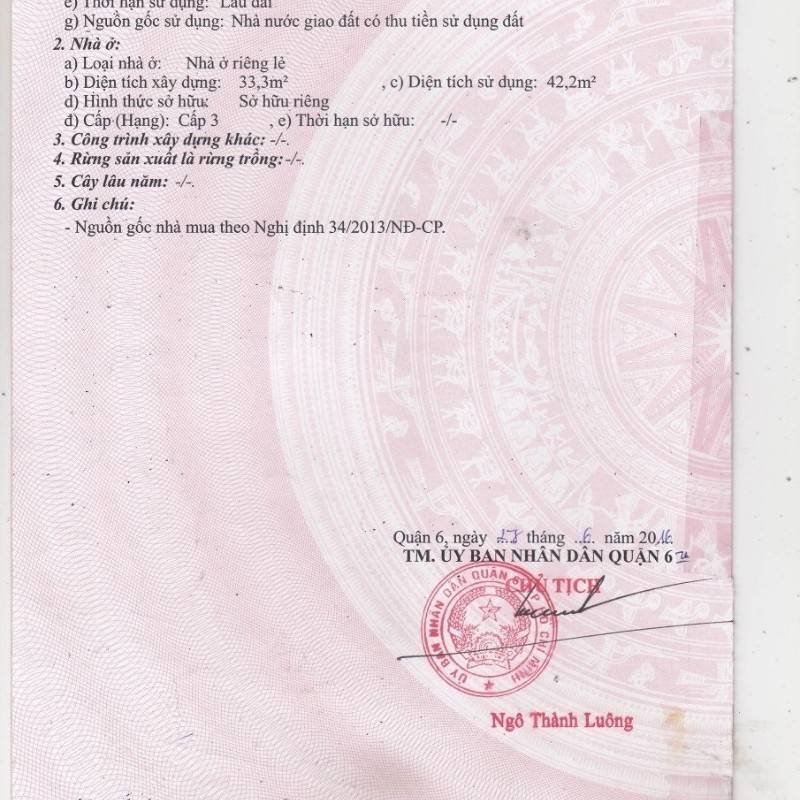 e) Thời hạn sử dụng: Lâu dài
g) Nguồn gốc sử dụng: Nhà nước giao đất có thu tiền sử dụng đất
2. Nhà ở:
a) Loại nhà ở: Nhà ở riêng lẻ
b) Diện tích xây dựng: 33,3m² , c) Diện tích sử dụng: 42,2m²
d) Hình thức sở hữu: Sở hữu riêng
đ) Cấp (Hạng): Cấp 3 , e) Thời hạn sở hữu: -/-
3. Công trình xây dựng khác: -/-.
4. Rừng sản xuất là rừng trồng: -/-.
5. Cây lâu năm: -/-.
6. Ghi chú:
- Nguồn gốc nhà mua theo Nghị định 34/2013/NĐ-CP.
Quận 6, ngày 28 tháng 6 năm 2016.
TM. ỦY BAN NHÂN DÂN QUẬN 6
CHỦ TỊCH
ỦY BAN NHÂN DÂN QUẬN 6 TP. HỒ CHÍ MINH
Ngô Thành Luông